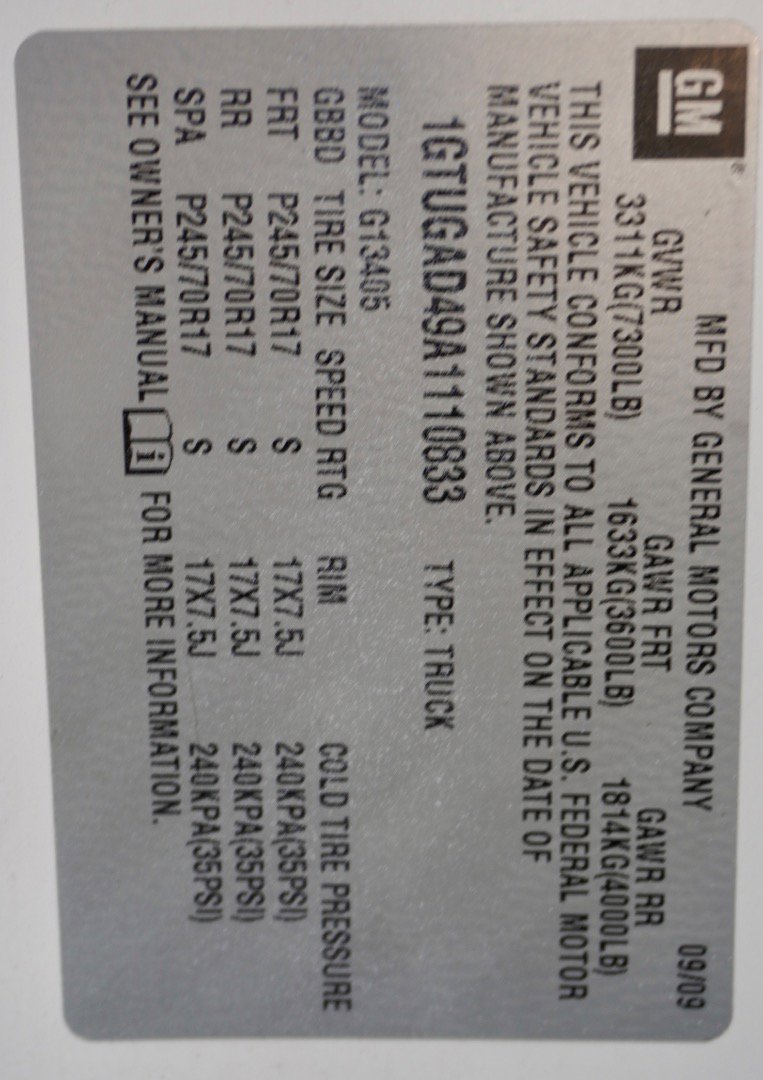 GM®
MFD BY GENERAL MOTORS COMPANY 09/09
GVWR GAWR FRT GAWR RR
3311KG(7300LB) 1633KG(3600LB) 1814KG(4000LB)
THIS VEHICLE CONFORMS TO ALL APPLICABLE U.S. FEDERAL MOTOR
VEHICLE SAFETY STANDARDS IN EFFECT ON THE DATE OF
MANUFACTURE SHOWN ABOVE.
1GTUGAD49A1110833 TYPE: TRUCK
MODEL: G13405
GBBD TIRE SIZE SPEED RTG RIM COLD TIRE PRESSURE
FRT P245/70R17 S 17X7.5J 240KPA(35PSI)
RR P245/70R17 S 17X7.5J 240KPA(35PSI)
SPA P245/70R17 S 17X7.5J 240KPA(35PSI)
SEE OWNER'S MANUAL i FOR MORE INFORMATION.